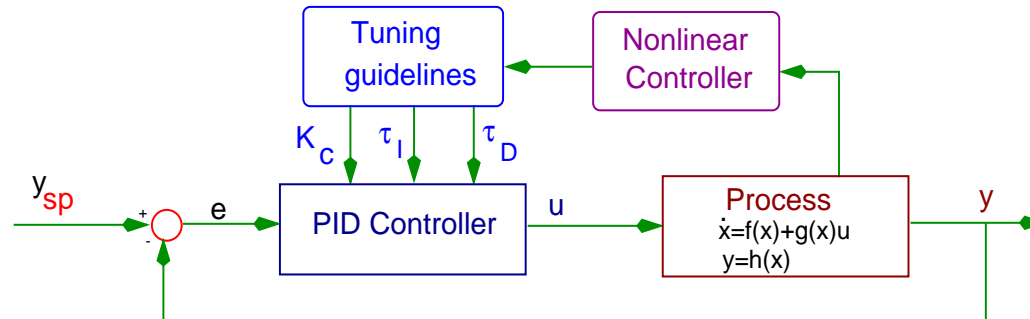 Tuning
guidelines
Nonlinear
Controller
K_c
τ_I
τ_D
y_sp
+
-
e
PID Controller
u
Process
ẋ=f(x)+g(x)u
y=h(x)
y